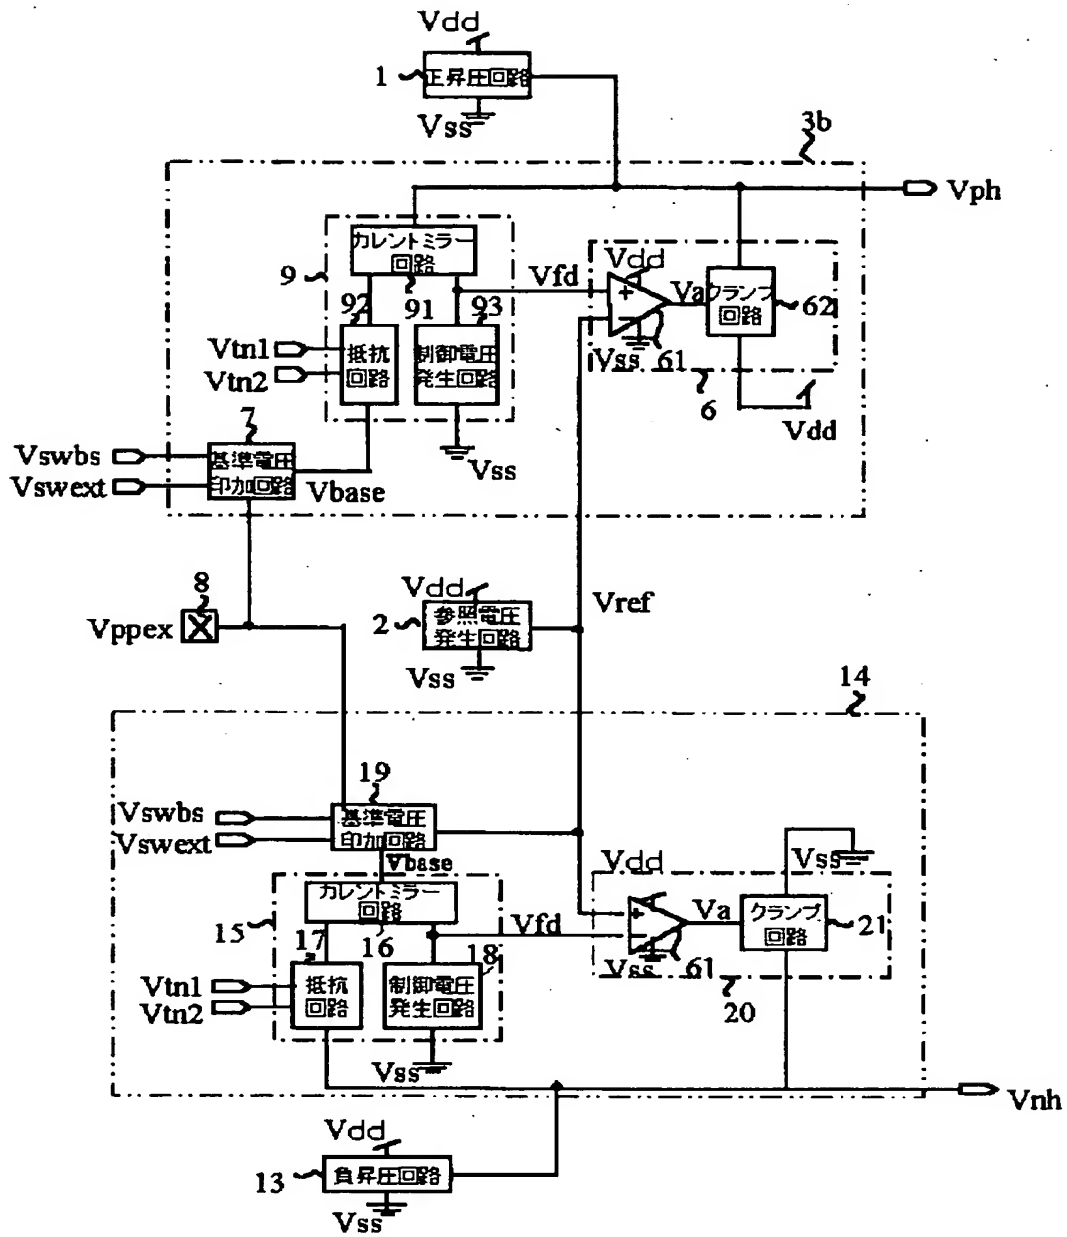 Vdd
1
正昇圧回路
Vss
3b
Vph
カレントミラー
回路
9
92
91
93
Vfd
Vdd
Va
クランプ
回路
62
Vtn1
Vtn2
抵抗
回路
制御電圧
発生回路
Vss
61
6
Vdd
7
Vswbs
Vswext
基準電圧
印加回路
Vbase
Vss
8
Vppex
Vdd
2
参照電圧
発生回路
Vref
Vss
14
19
Vswbs
Vswext
基準電圧
印加回路
Vbase
カレントミラー
回路
15
17
16
18
Vfd
Vdd
Va
クランプ
回路
21
Vss
Vss
61
20
Vtn1
Vtn2
抵抗
回路
制御電圧
発生回路
Vss
Vnh
Vdd
13
負昇圧回路
Vss